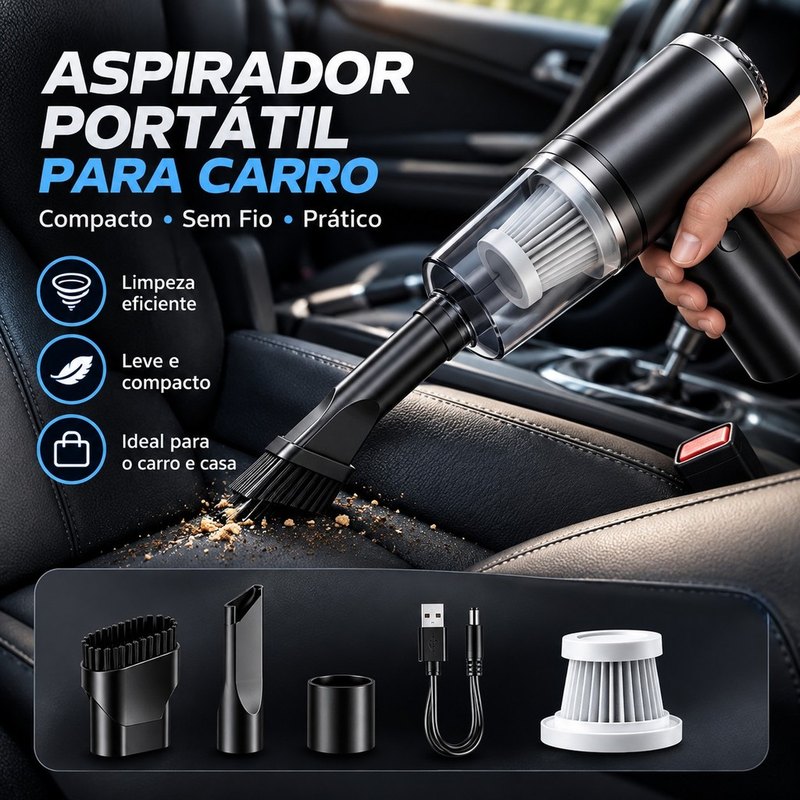 ASPIRADOR
PORTÁTIL
PARA CARRO
Compacto • Sem Fio • Prático
Limpeza
eficiente
Leve e
compacto
Ideal para
o carro e casa